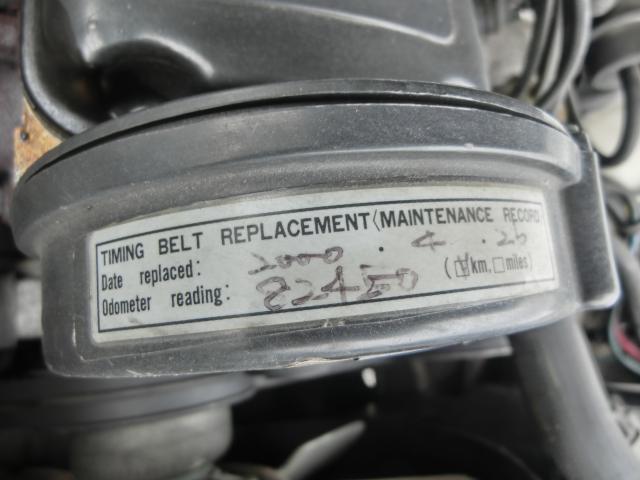 TIMING BELT REPLACEMENT〈MAINTENANCE RECORD
Date replaced: 2000 . 4 . 26
Odometer reading: 82450 (☑km, ☐miles)